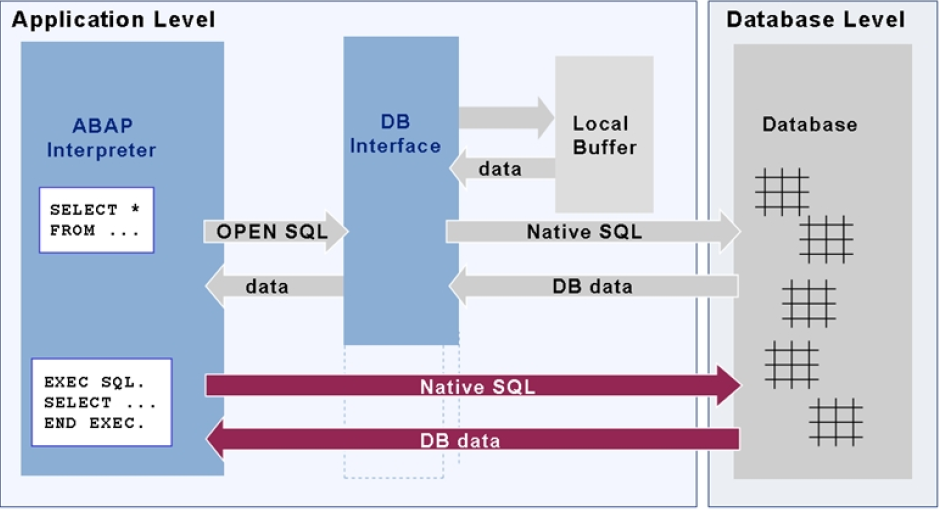 Application Level
Database Level
ABAP
Interpreter
DB
Interface
Local
Buffer
Database
data
SELECT *
FROM ...
OPEN SQL
Native SQL
data
DB data
EXEC SQL.
SELECT ...
END EXEC.
Native SQL
DB data